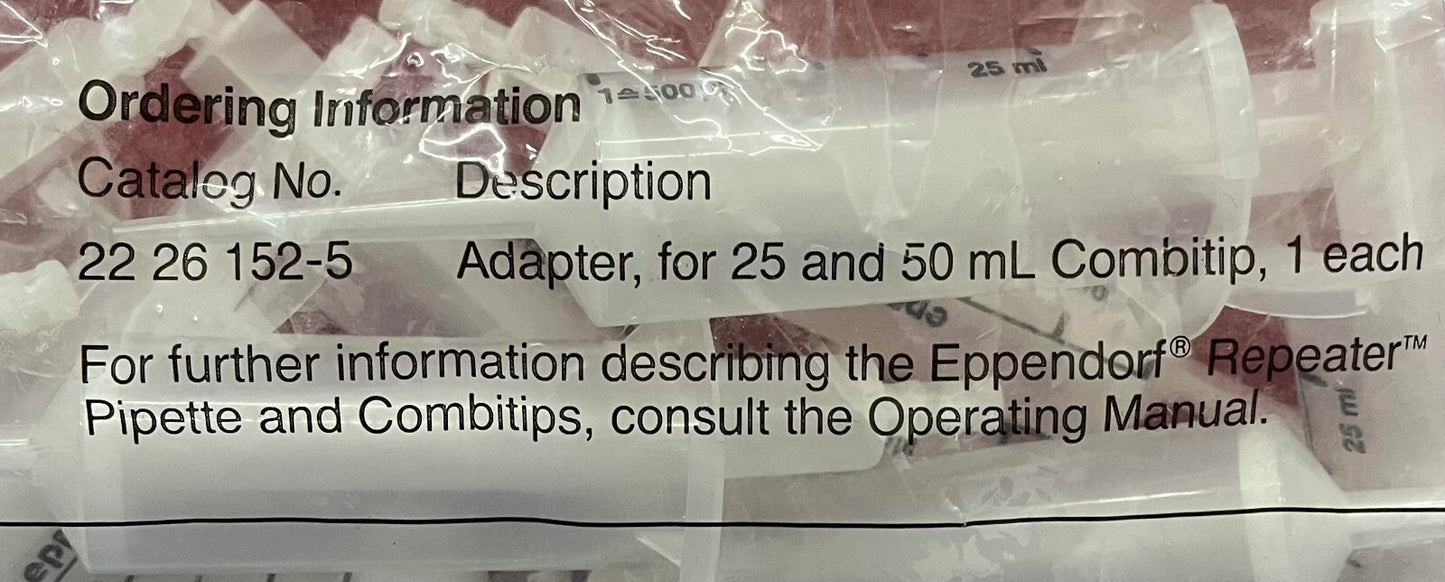 25 ml
Ordering Information
Catalog No. Description
22 26 152-5 Adapter, for 25 and 50 mL Combitip, 1 each
For further information describing the Eppendorf® Repeater™
Pipette and Combitips, consult the Operating Manual.
25 ml